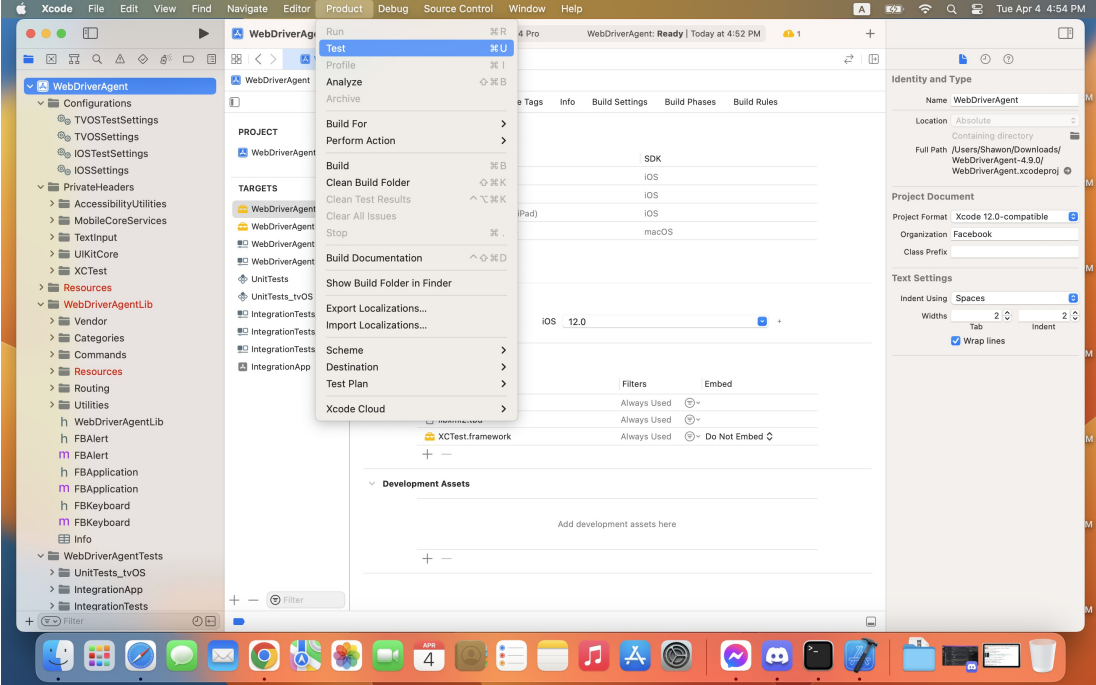 Xcode File Edit View Find Navigate Editor Product Debug Source Control Window Help A Tue Apr 4 4:54 PM
WebDriverAg
4 Pro
WebDriverAgent: Ready | Today at 4:52 PM
1
Run ⌘R
Test ⌘U
Profile ⌘I
Analyze ⇧⌘B
Archive
Build For
Perform Action
Build ⌘B
Clean Build Folder ⇧⌘K
Clean Test Results ^⌥⌘K
Clear All Issues
Stop ⌘.
Build Documentation ^⇧⌘D
Show Build Folder in Finder
Export Localizations...
Import Localizations...
Scheme
Destination
Test Plan
Xcode Cloud
WebDriverAgent
Configurations
TVOSTestSettings
TVOSSettings
IOSTestSettings
IOSSettings
PrivateHeaders
AccessibilityUtilities
MobileCoreServices
TextInput
UIKitCore
XCTest
Resources
WebDriverAgentLib
Vendor
Categories
Commands
Resources
Routing
Utilities
h WebDriverAgentLib
h FBAlert
m FBAlert
h FBApplication
m FBApplication
h FBKeyboard
m FBKeyboard
Info
WebDriverAgentTests
UnitTests_tvOS
IntegrationApp
IntegrationTests
Filter
WebDriverAgent
PROJECT
WebDriverAgent
TARGETS
WebDriverAgent
WebDriverAgent
WebDriverAgent
WebDriverAgent
UnitTests
UnitTests_tvOS
IntegrationTests
IntegrationTests
IntegrationTests
IntegrationApp
Filter
e Tags Info Build Settings Build Phases Build Rules
SDK
iOS
iOS
iPad) iOS
macOS
iOS 12.0
Filters Embed
Always Used
Always Used
XCTest.framework Always Used Do Not Embed
Development Assets
Add development assets here
Identity and Type
Name WebDriverAgent
Location Absolute
Containing directory
Full Path /Users/Shawon/Downloads/
WebDriverAgent-4.9.0/
WebDriverAgent.xcodeproj
Project Document
Project Format Xcode 12.0-compatible
Organization Facebook
Class Prefix
Text Settings
Indent Using Spaces
Widths 2 2
Tab Indent
Wrap lines
M
M
M
M
M
M
APR
4